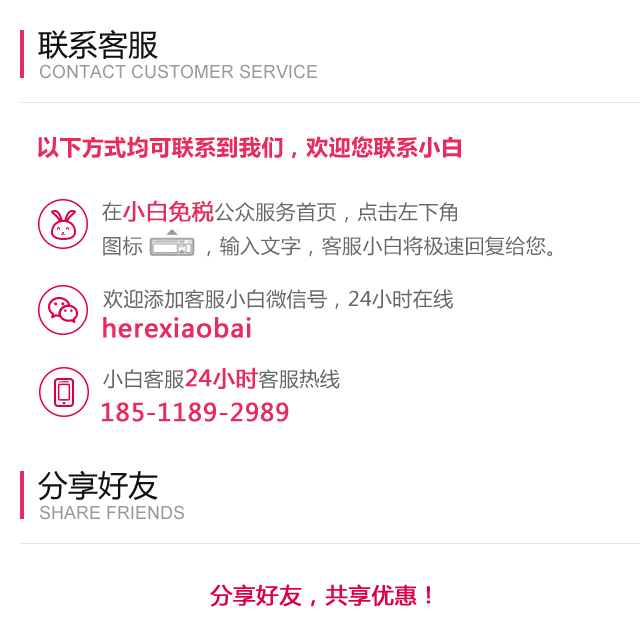 联系客服
CONTACT CUSTOMER SERVICE
以下方式均可联系到我们，欢迎您联系小白
在小白免税公众服务首页，点击左下角
图标 ，输入文字，客服小白将极速回复给您。
欢迎添加客服小白微信号，24小时在线
herexiaobai
小白客服24小时客服热线
185-1189-2989
分享好友
SHARE FRIENDS
分享好友，共享优惠！